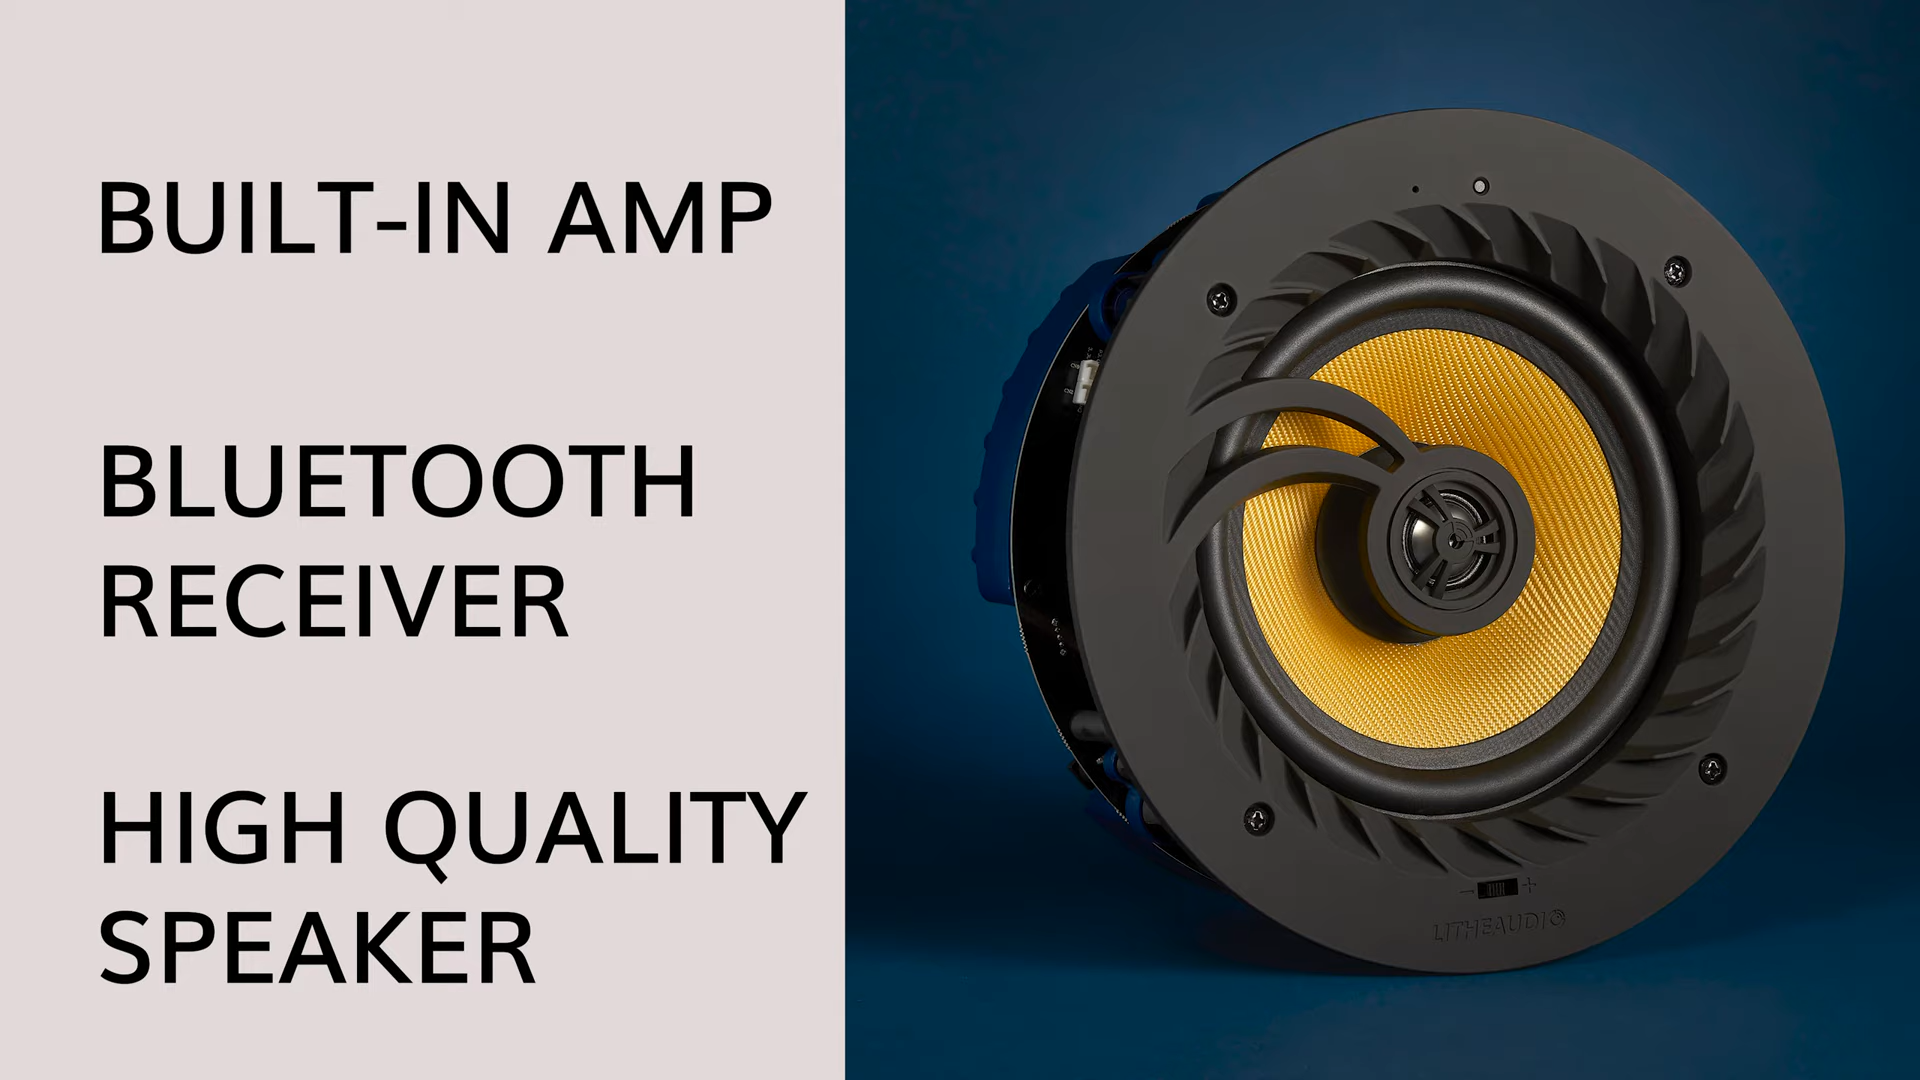 BUILT-IN AMP
BLUETOOTH
RECEIVER
HIGH QUALITY
SPEAKER
- +
LITHEAUDIO